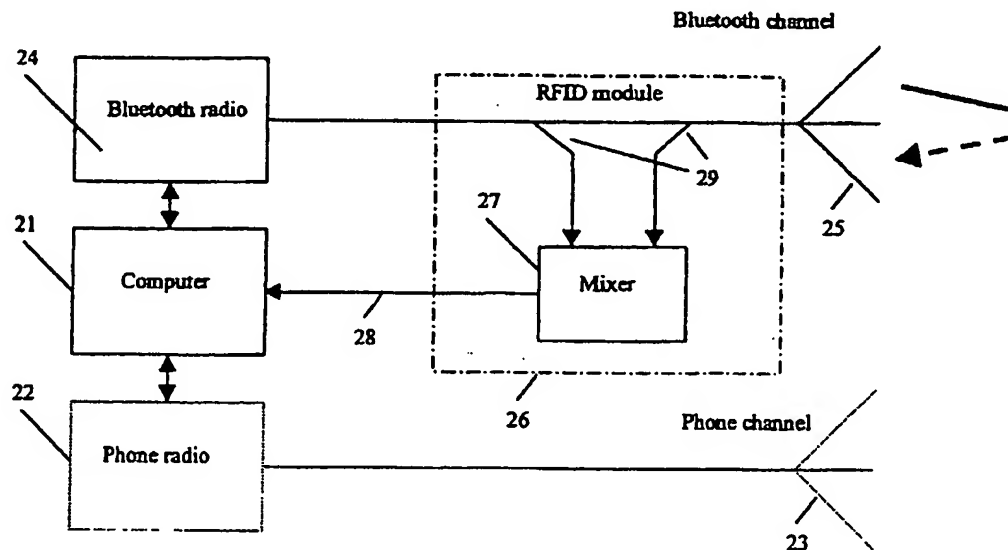 Bluetooth channel
24
Bluetooth radio
RFID module
29
25
21
27
Computer
Mixer
28
22
26
Phone channel
Phone radio
23